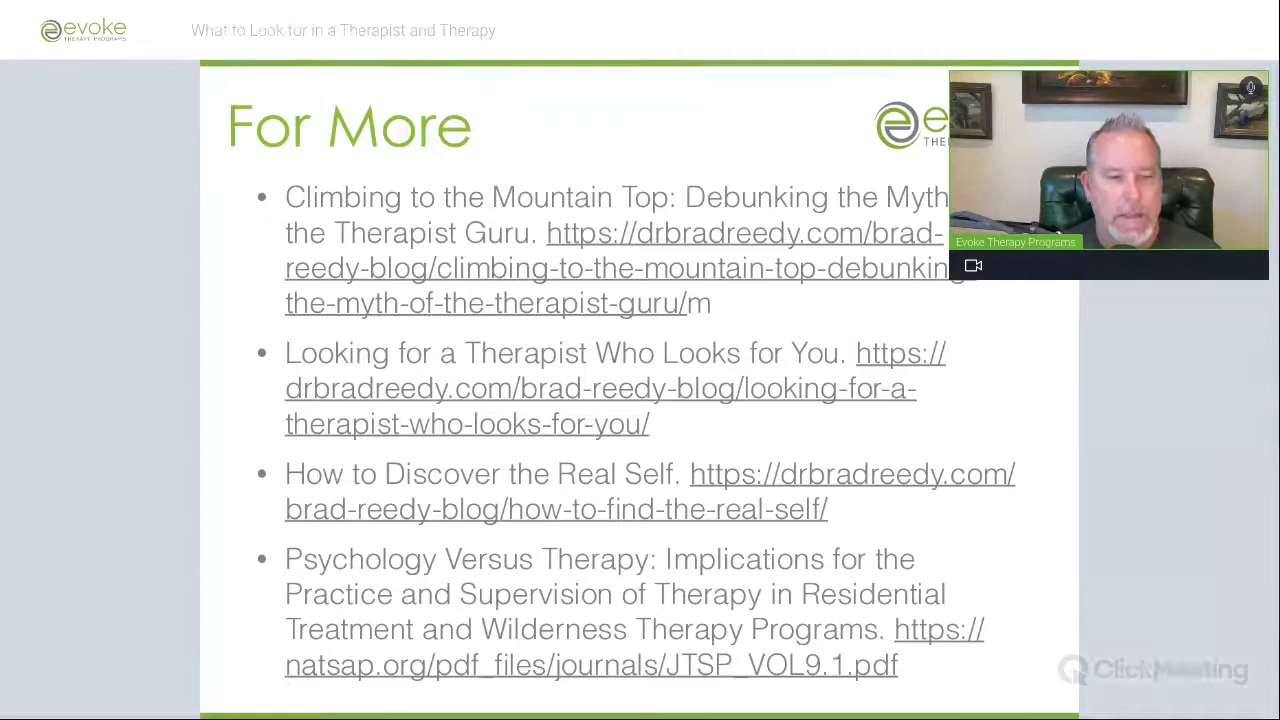 evoke
THERAPY PROGRAMS
What to Look for in a Therapist and Therapy
For More
e
THE
Evoke Therapy Programs
• Climbing to the Mountain Top: Debunking the Myth
the Therapist Guru. https://drbradreedy.com/brad-
reedy-blog/climbing-to-the-mountain-top-debunking
the-myth-of-the-therapist-guru/m
• Looking for a Therapist Who Looks for You. https://
drbradreedy.com/brad-reedy-blog/looking-for-a-
therapist-who-looks-for-you/
• How to Discover the Real Self. https://drbradreedy.com/
brad-reedy-blog/how-to-find-the-real-self/
• Psychology Versus Therapy: Implications for the
Practice and Supervision of Therapy in Residential
Treatment and Wilderness Therapy Programs. https://
natsap.org/pdf_files/journals/JTSP_VOL9.1.pdf
ClickMeeting